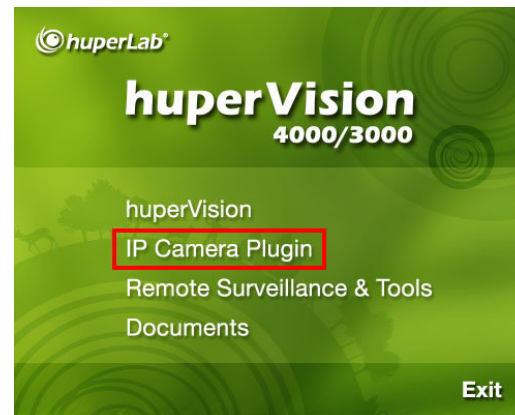 huperLab®
huperVision
4000/3000
huperVision
IP Camera Plugin
Remote Surveillance & Tools
Documents
Exit